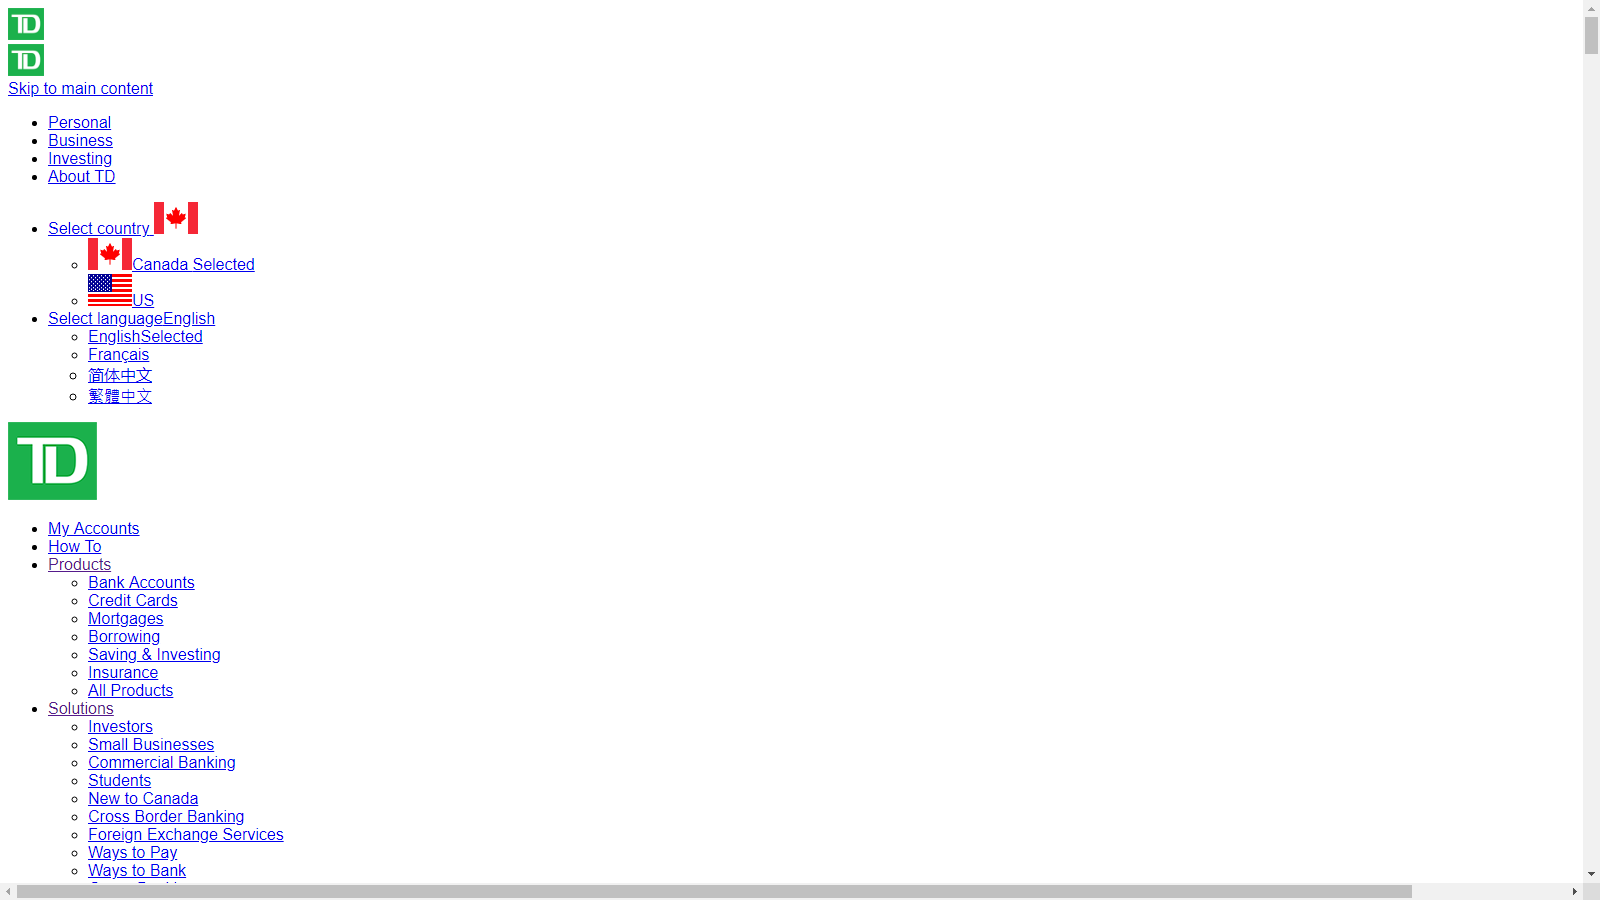 TD
TD
Skip to main content
Personal
Business
Investing
About TD
Select country
Canada Selected
US
Select languageEnglish
EnglishSelected
Français
简体中文
繁體中文
TD
My Accounts
How To
Products
Bank Accounts
Credit Cards
Mortgages
Borrowing
Saving & Investing
Insurance
All Products
Solutions
Investors
Small Businesses
Commercial Banking
Students
New to Canada
Cross Border Banking
Foreign Exchange Services
Ways to Pay
Ways to Bank